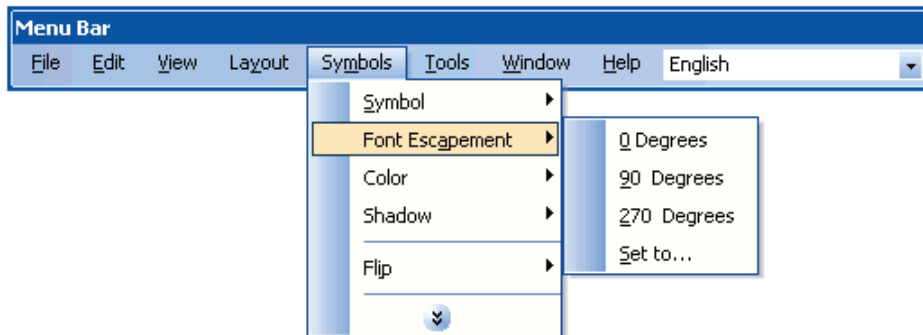 Menu Bar
File Edit View Layout Symbols Tools Window Help English
Symbol
Font Escapement
Color
Shadow
Flip
0 Degrees
90 Degrees
270 Degrees
Set to...